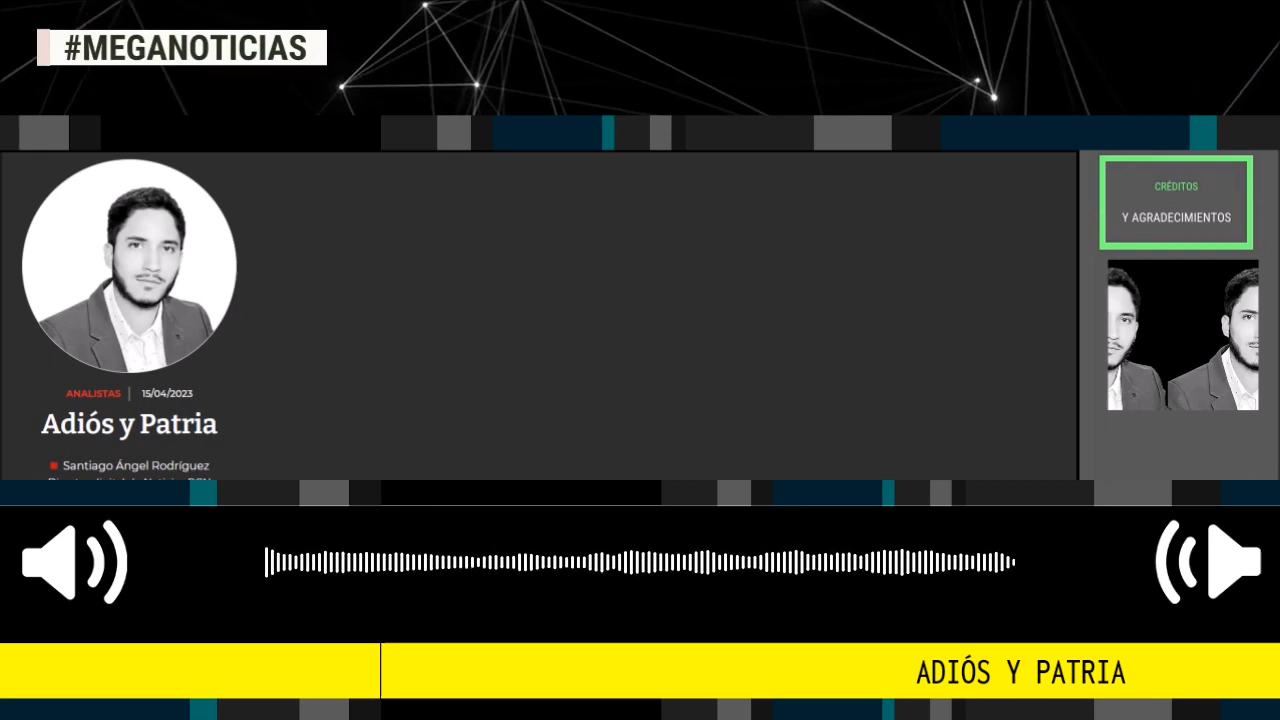 #MEGANOTICIAS
CRÉDITOS
Y AGRADECIMIENTOS
ANALISTAS | 15/04/2023
Adiós y Patria
Santiago Ángel Rodríguez
ADIÓS Y PATRIA